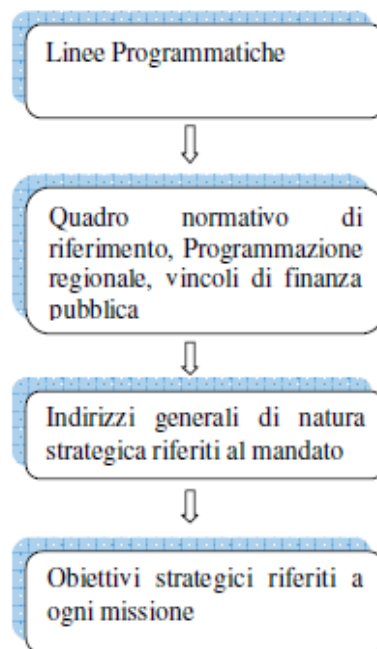 Linee Programmatiche
Quadro normativo di
riferimento, Programmazione
regionale, vincoli di finanza
pubblica
Indirizzi generali di natura
strategica riferiti al mandato
Obiettivi strategici riferiti a
ogni missione